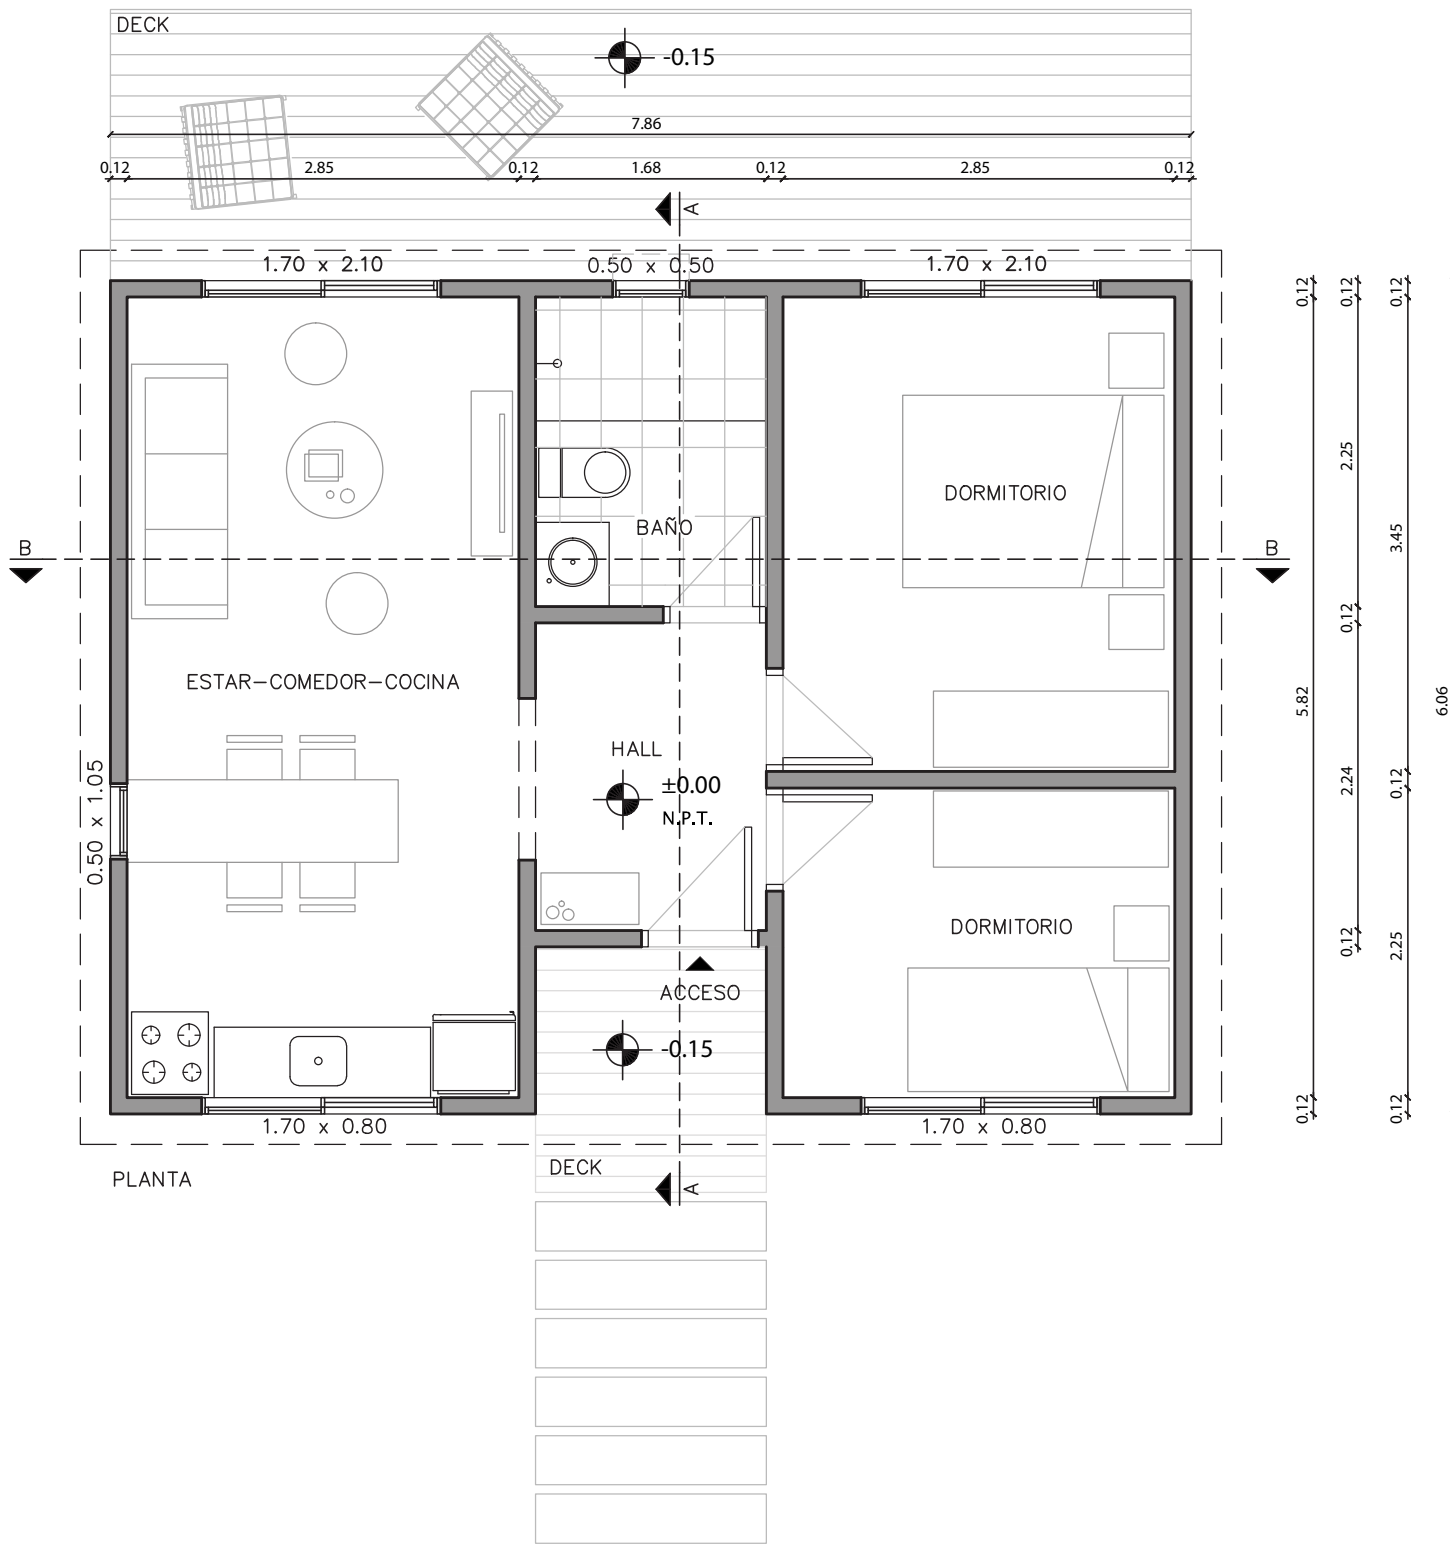 DECK
-0.15
7.86
0.12 2.85 0.12 1.68 0.12 2.85 0.12
A
1.70 x 2.10 0.50 x 0.50 1.70 x 2.10
0.12 0.12 0.12
2.25
DORMITORIO
BAÑO
3.45
B B
0.12
ESTAR-COMEDOR-COCINA
5.82 6.06
HALL
±0.00
N.P.T.
0.50 x 1.05
2.24 0.12
DORMITORIO
0.12 2.25
ACCESO
-0.15
0.12 0.12
1.70 x 0.80 1.70 x 0.80
DECK
PLANTA
A